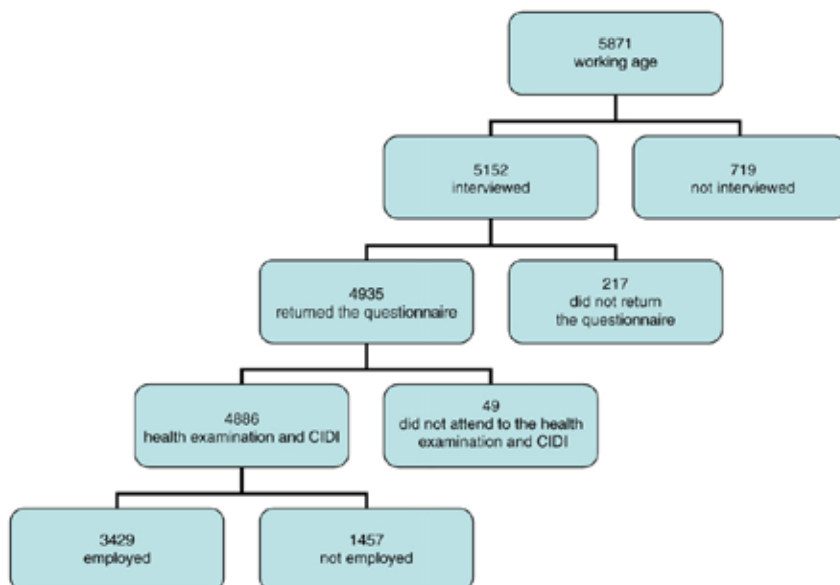 5871
working age
5152
interviewed
719
not interviewed
4935
returned the questionnaire
217
did not return
the questionnaire
4886
health examination and CIDI
49
did not attend to the health
examination and CIDI
3429
employed
1457
not employed